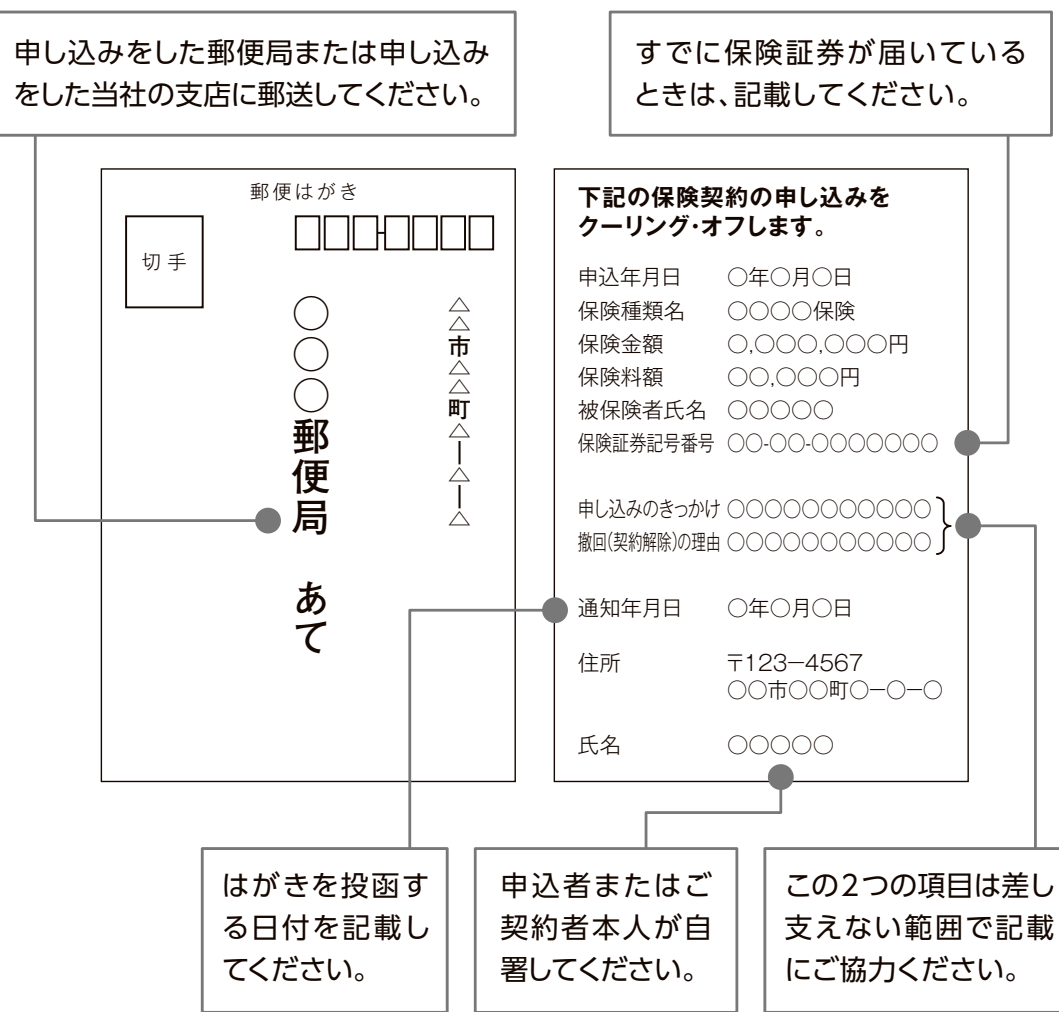 申し込みをした郵便局または申し込み
をした当社の支店に郵送してください。
すでに保険証券が届いている
ときは、記載してください。
郵便はがき
切手
△△市△△町△ー△ー△
○○○郵便局 あて
下記の保険契約の申し込みを
クーリング・オフします。
申込年月日 ○年○月○日
保険種類名 ○○○○保険
保険金額 ○,○○○,○○○円
保険料額 ○○,○○○円
被保険者氏名 ○○○○○
保険証券記号番号 ○○-○○-○○○○○○○
申し込みのきっかけ ○○○○○○○○○○○
撤回(契約解除)の理由 ○○○○○○○○○○○
通知年月日 ○年○月○日
住所 〒123−4567
○○市○○町○−○−○
氏名 ○○○○○
はがきを投函す
る日付を記載し
てください。
申込者またはご
契約者本人が自
署してください。
この2つの項目は差し
支えない範囲で記載
にご協力ください。